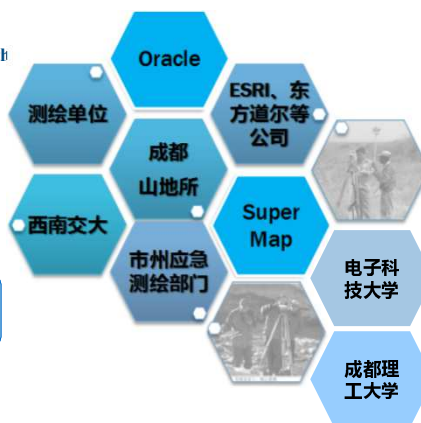 Oracle
测绘单位
ESRI、东
方道尔等
公司
成都
山地所
西南交大
Super
Map
市州应急
测绘部门
电子科
技大学
成都理
工大学